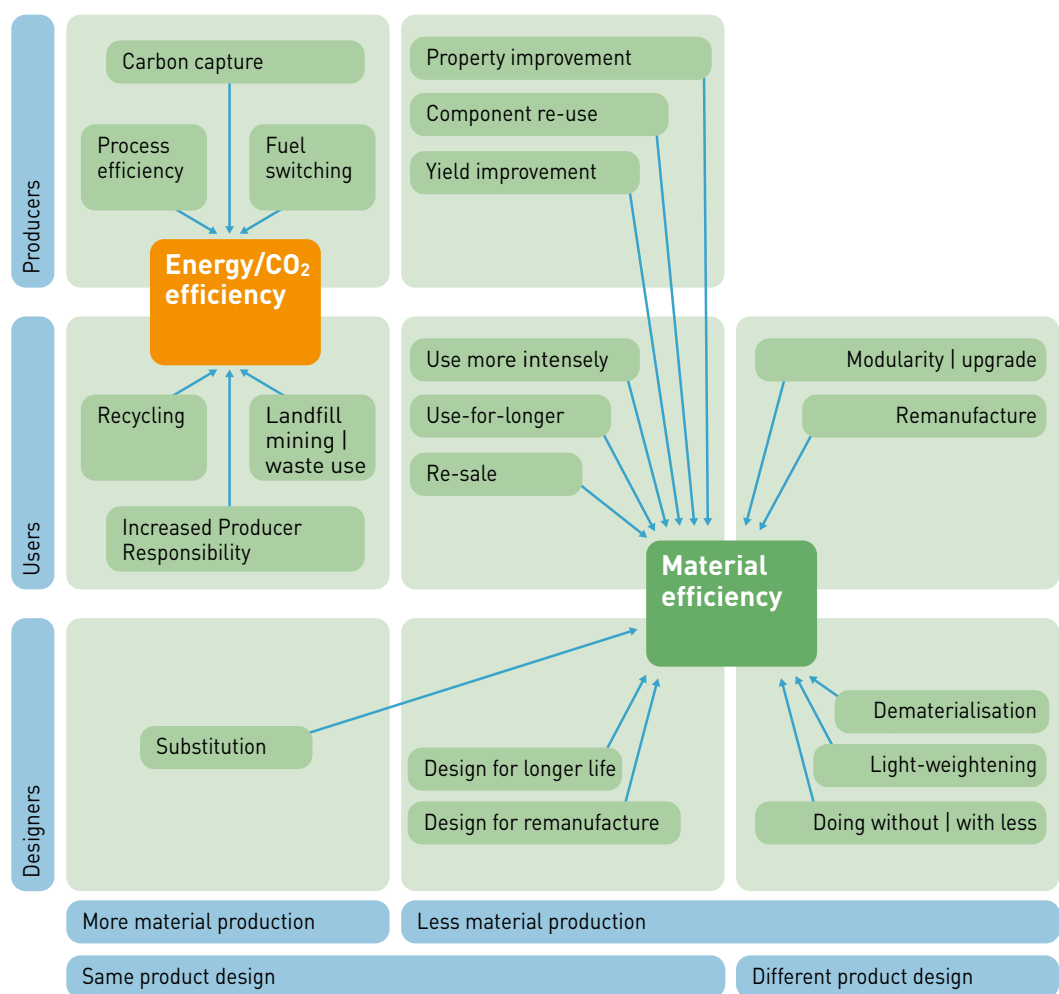 Producers
Carbon capture
Process
efficiency
Fuel
switching
Energy/CO₂
efficiency
Property improvement
Component re-use
Yield improvement
Users
Recycling
Landfill
mining |
waste use
Increased Producer
Responsibility
Use more intensely
Use-for-longer
Re-sale
Modularity | upgrade
Remanufacture
Material
efficiency
Designers
Substitution
Design for longer life
Design for remanufacture
Dematerialisation
Light-weightening
Doing without | with less
More material production
Less material production
Same product design
Different product design